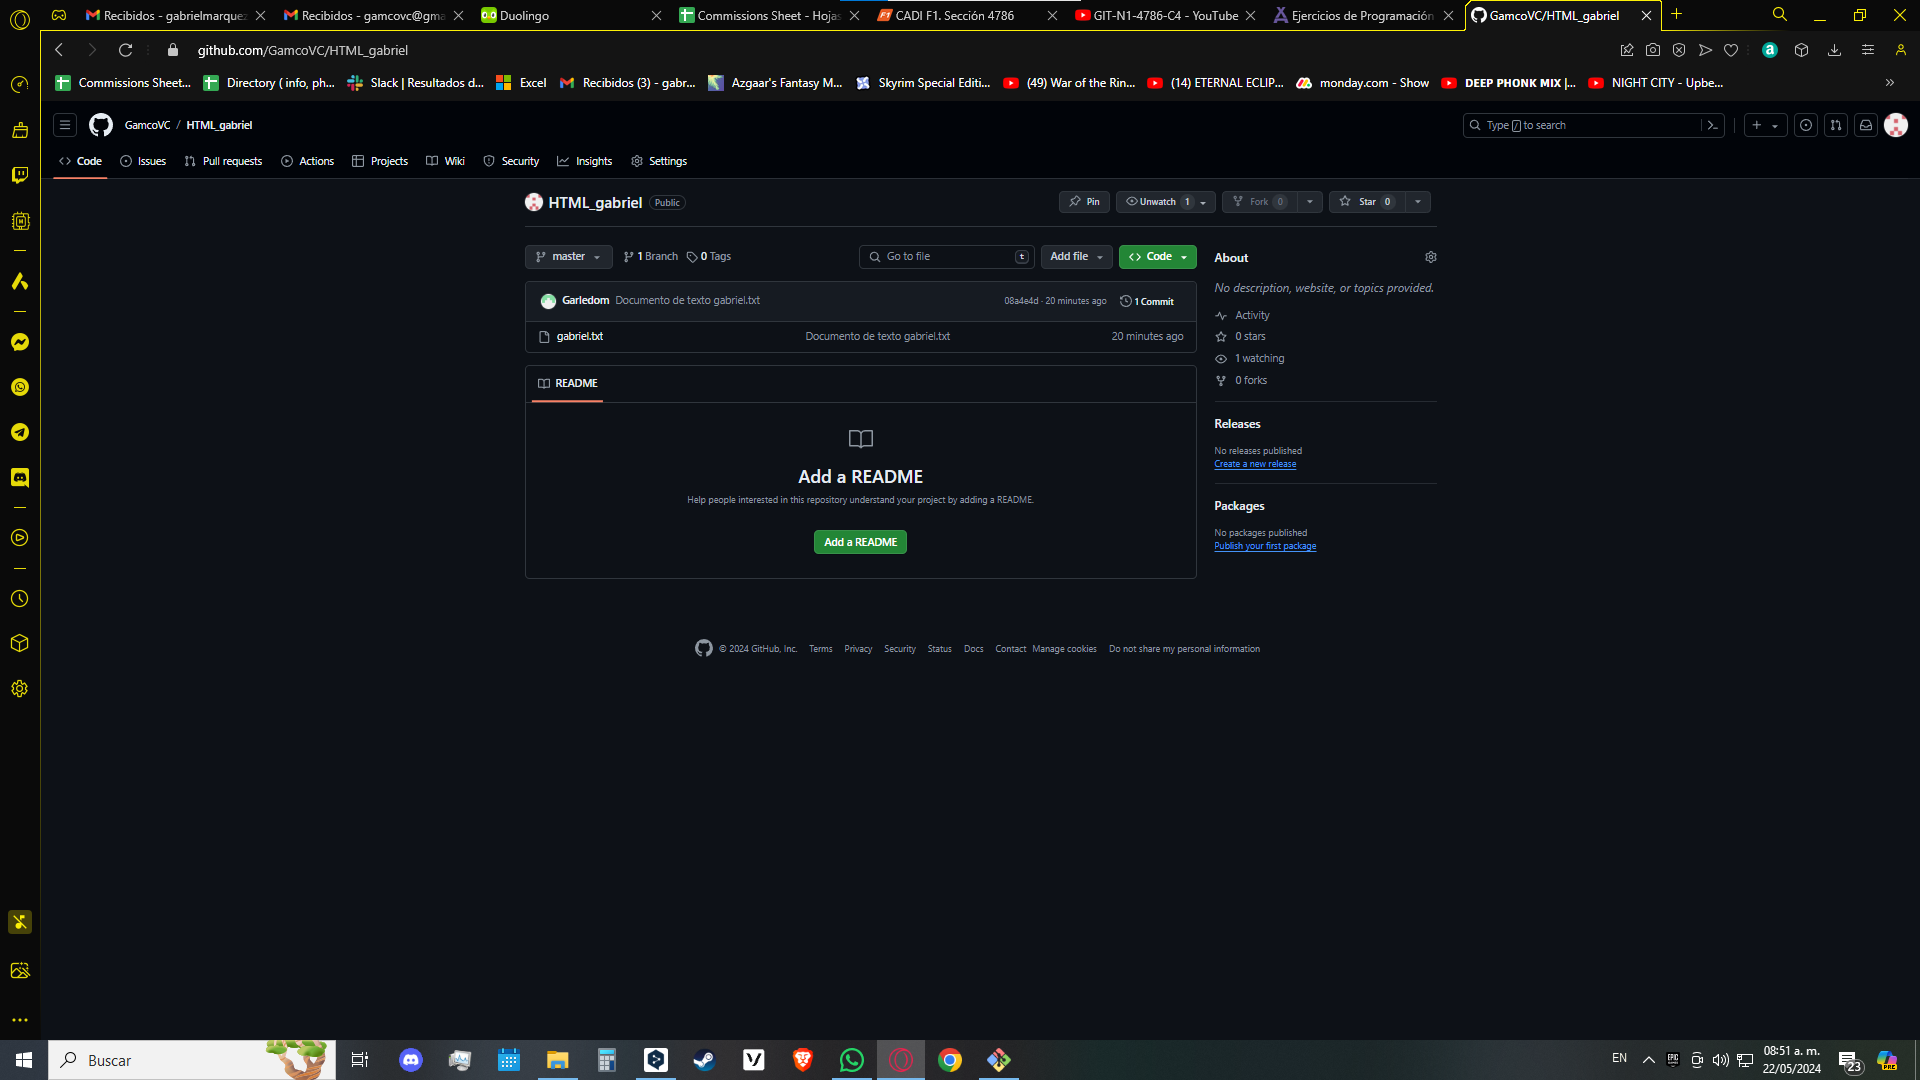 Recibidos - gabrielmarquez
Recibidos - gamcovc@gma
Duolingo
Commissions Sheet - Hojas
CADI F1. Sección 4786
GIT-N1-4786-C4 - YouTube
Ejercicios de Programación
GamcoVC/HTML_gabriel
github.com/GamcoVC/HTML_gabriel
Commissions Sheet...
Directory ( info, ph...
Slack | Resultados d...
Excel
Recibidos (3) - gabr...
Azgaar's Fantasy M...
Skyrim Special Editi...
(49) War of the Rin...
(14) ETERNAL ECLIP...
monday.com - Show
DEEP PHONK MIX |...
NIGHT CITY - Upbe...
GamcoVC / HTML_gabriel
Type / to search
Code
Issues
Pull requests
Actions
Projects
Wiki
Security
Insights
Settings
HTML_gabriel
Public
Pin
Unwatch 1
Fork 0
Star 0
master
1 Branch
0 Tags
Go to file
t
Add file
Code
Garledom Documento de texto gabriel.txt
08a4e4d · 20 minutes ago
1 Commit
gabriel.txt
Documento de texto gabriel.txt
20 minutes ago
README
Add a README
Help people interested in this repository understand your project by adding a README.
Add a README
About
No description, website, or topics provided.
Activity
0 stars
1 watching
0 forks
Releases
No releases published
Create a new release
Packages
No packages published
Publish your first package
© 2024 GitHub, Inc.
Terms
Privacy
Security
Status
Docs
Contact
Manage cookies
Do not share my personal information
Buscar
EN
EPIC
08:51 a. m.
22/05/2024
23
PRE